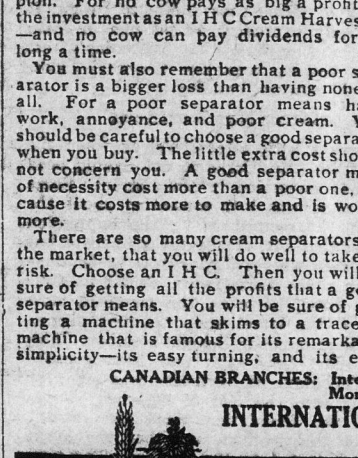 For no cow pays as big a profit
the investment as an I H C Cream Harves
—and no cow can pay dividends for
long a time.
You must also remember that a poor s
arator is a bigger loss than having none
all. For a poor separator means ha
work, annoyance, and poor cream. Y
should be careful to choose a good separa
when you buy. The little extra cost sho
not concern you. A good separator m
of necessity cost more than a poor one,
cause it costs more to make and is wo
more.
There are so many cream separators
the market, that you will do well to take
risk. Choose an I H C. Then you will
sure of getting all the profits that a go
separator means. You will be sure of g
ting a machine that skims to a trace
machine that is famous for its remarka
simplicity—its easy turning, and its e
CANADIAN BRANCHES: Inte
Mon
INTERNATIO